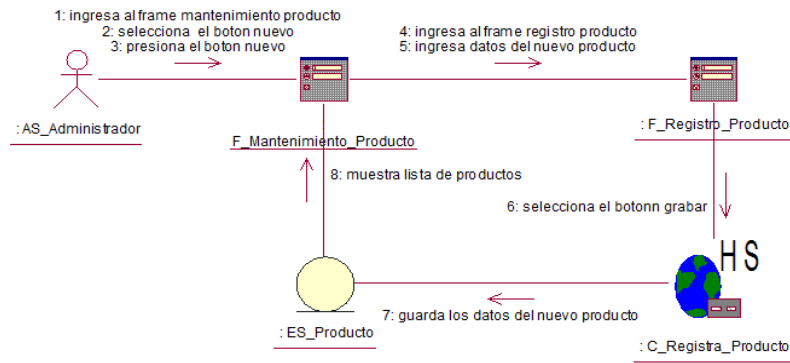 1: ingresa al frame mantenimiento producto
2: selecciona el boton nuevo
3: presiona el boton nuevo
4: ingresa al frame registro producto
5: ingresa datos del nuevo producto
: AS_Administrador
F_Mantenimiento_Producto
: F_Registro_Producto
8: muestra lista de productos
6: selecciona el botonn grabar
HS
7: guarda los datos del nuevo producto
: ES_Producto
: C_Registra_Producto